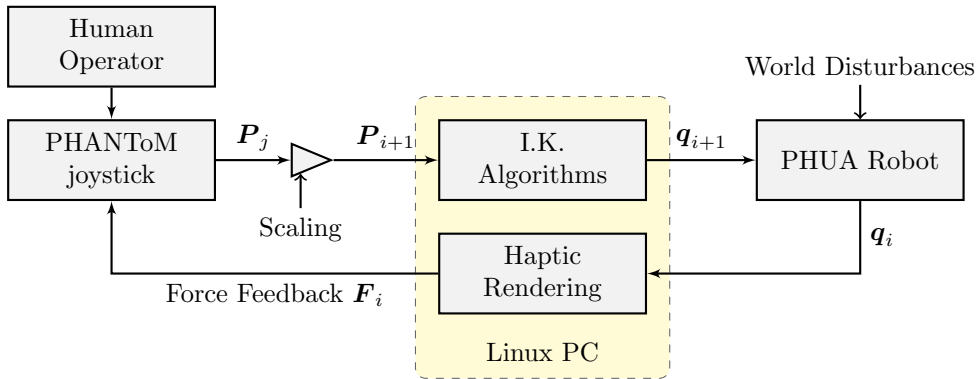 Human
Operator
World Disturbances
PHANToM
joystick
P_j
P_{i+1}
I.K.
Algorithms
q_{i+1}
PHUA Robot
Scaling
q_i
Haptic
Rendering
Force Feedback F_i
Linux PC